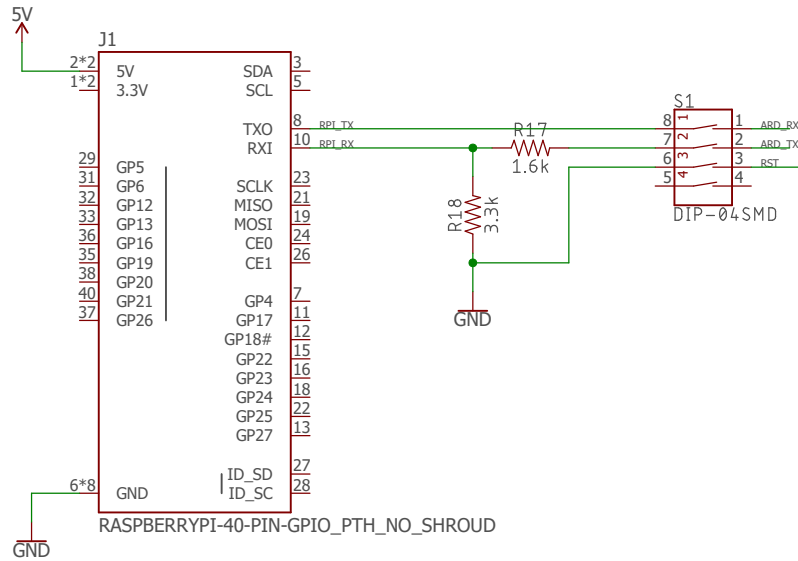 5V
J1
2*2 5V SDA 3
1*2 3.3V SCL 5
TXO 8 RPI_TX
RXI 10 RPI_RX
29 GP5
31 GP6 SCLK 23
32 GP12 MISO 21
33 GP13 MOSI 19
36 GP16 CE0 24
35 GP19 CE1 26
38 GP20
40 GP21 GP4 7
37 GP26 GP17 11
GP18# 12
GP22 15
GP23 16
GP24 18
GP25 22
GP27 13
ID_SD 27
6*8 GND ID_SC 28
RASPBERRYPI-40-PIN-GPIO_PTH_NO_SHROUD
GND
R17
1.6k
R18
3.3k
GND
S1
8 1 1 ARD_RX
7 2 2 ARD_TX
6 3 3 RST
5 4 4
DIP-04SMD